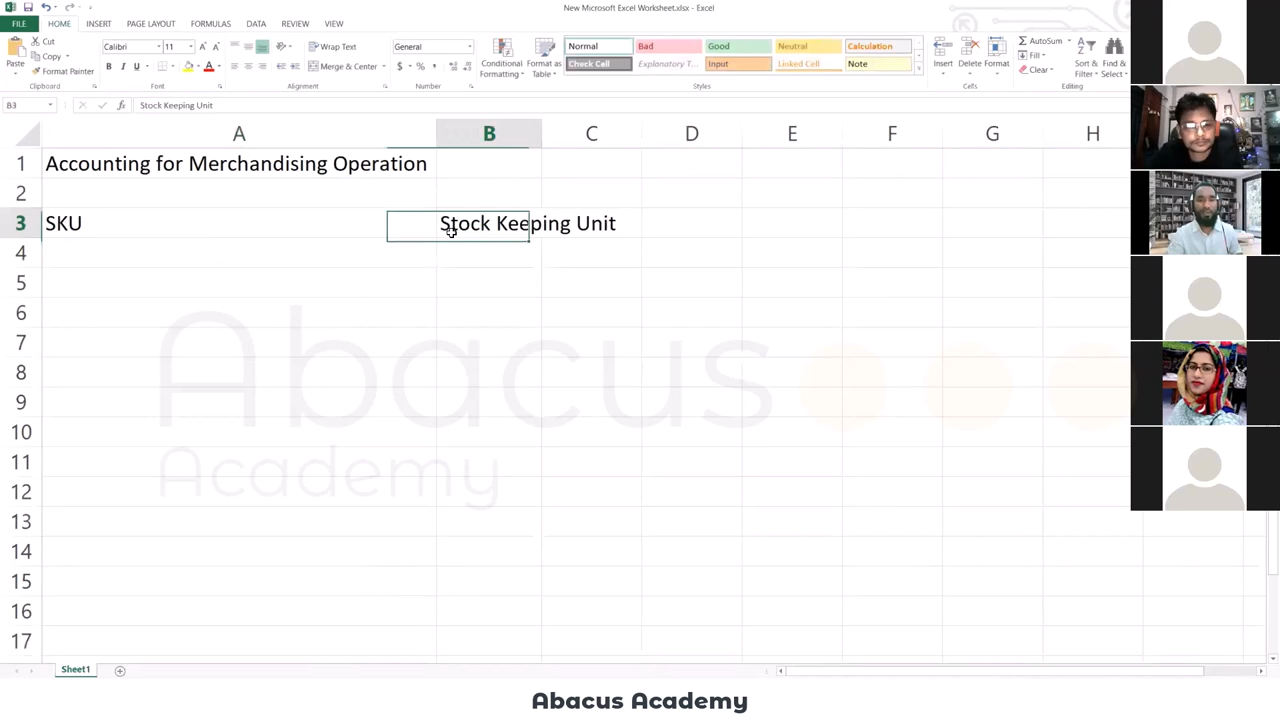 New Microsoft Excel Worksheet.xlsx - Excel
FILE HOME INSERT PAGE LAYOUT FORMULAS DATA REVIEW VIEW
Paste
Cut
Copy
Format Painter
Clipboard
Calibri 11
B I U
Font
Wrap Text
Merge & Center
Alignment
General
$ % ,
Number
Conditional Formatting
Format as Table
Normal Bad Good Neutral Calculation
Check Cell Explanatory T... Input Linked Cell Note
Styles
Insert Delete Format
Cells
AutoSum
Fill
Clear
Sort & Filter
Find & Select
Editing
B3 fx Stock Keeping Unit
A B C D E F G H
1 Accounting for Merchandising Operation
2
3 SKU Stock Keeping Unit
4
5
6
7
8
9
10
11
12
13
14
15
16
17
Abacus
Academy
Sheet1
Abacus Academy